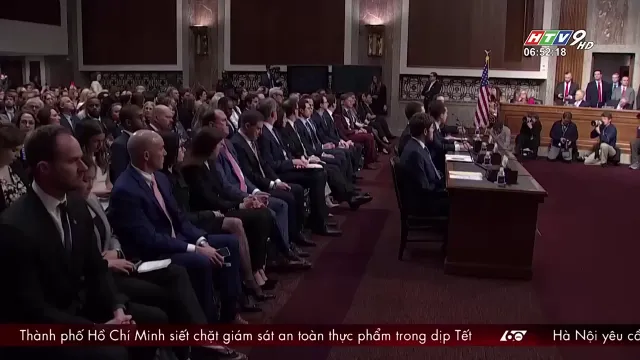 HTV9 HD
06:52:18
Thành phố Hồ Chí Minh siết chặt giám sát an toàn thực phẩm trong dịp Tết 60 Hà Nội yêu cầ